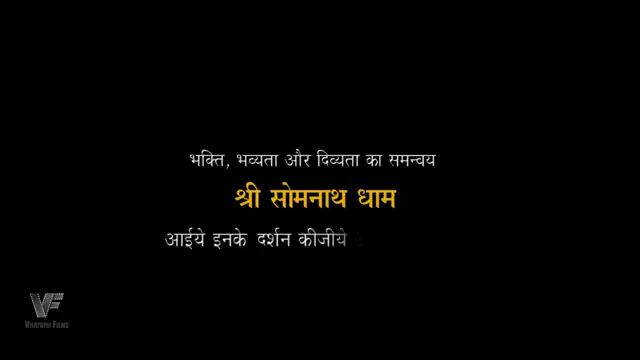 भक्ति, भव्यता और दिव्यता का समन्वय
श्री सोमनाथ धाम
आईये इनके दर्शन कीजीये
VF